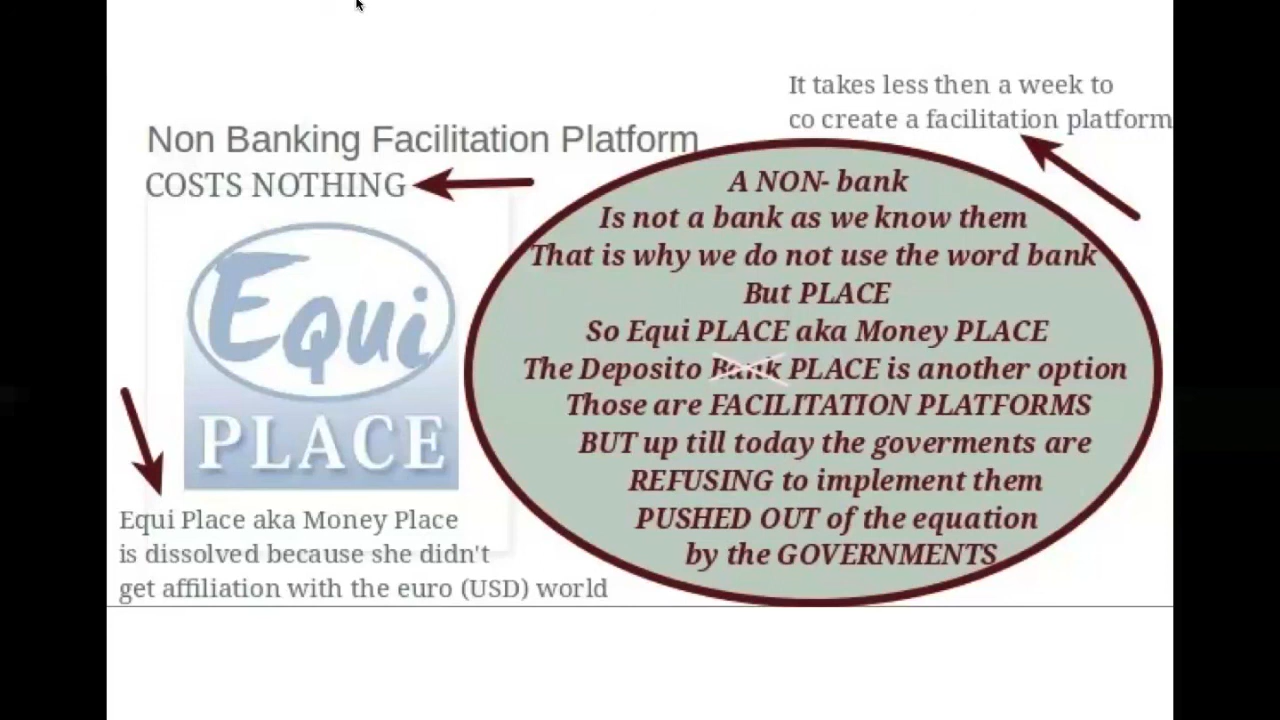 It takes less then a week to
co create a facilitation platform
Non Banking Facilitation Platform
COSTS NOTHING
Equi
PLACE
Equi Place aka Money Place
is dissolved because she didn't
get affiliation with the euro (USD) world
A NON- bank
Is not a bank as we know them
That is why we do not use the word bank
But PLACE
So Equi PLACE aka Money PLACE
The Deposito Bank PLACE is another option
Those are FACILITATION PLATFORMS
BUT up till today the goverments are
REFUSING to implement them
PUSHED OUT of the equation
by the GOVERNMENTS